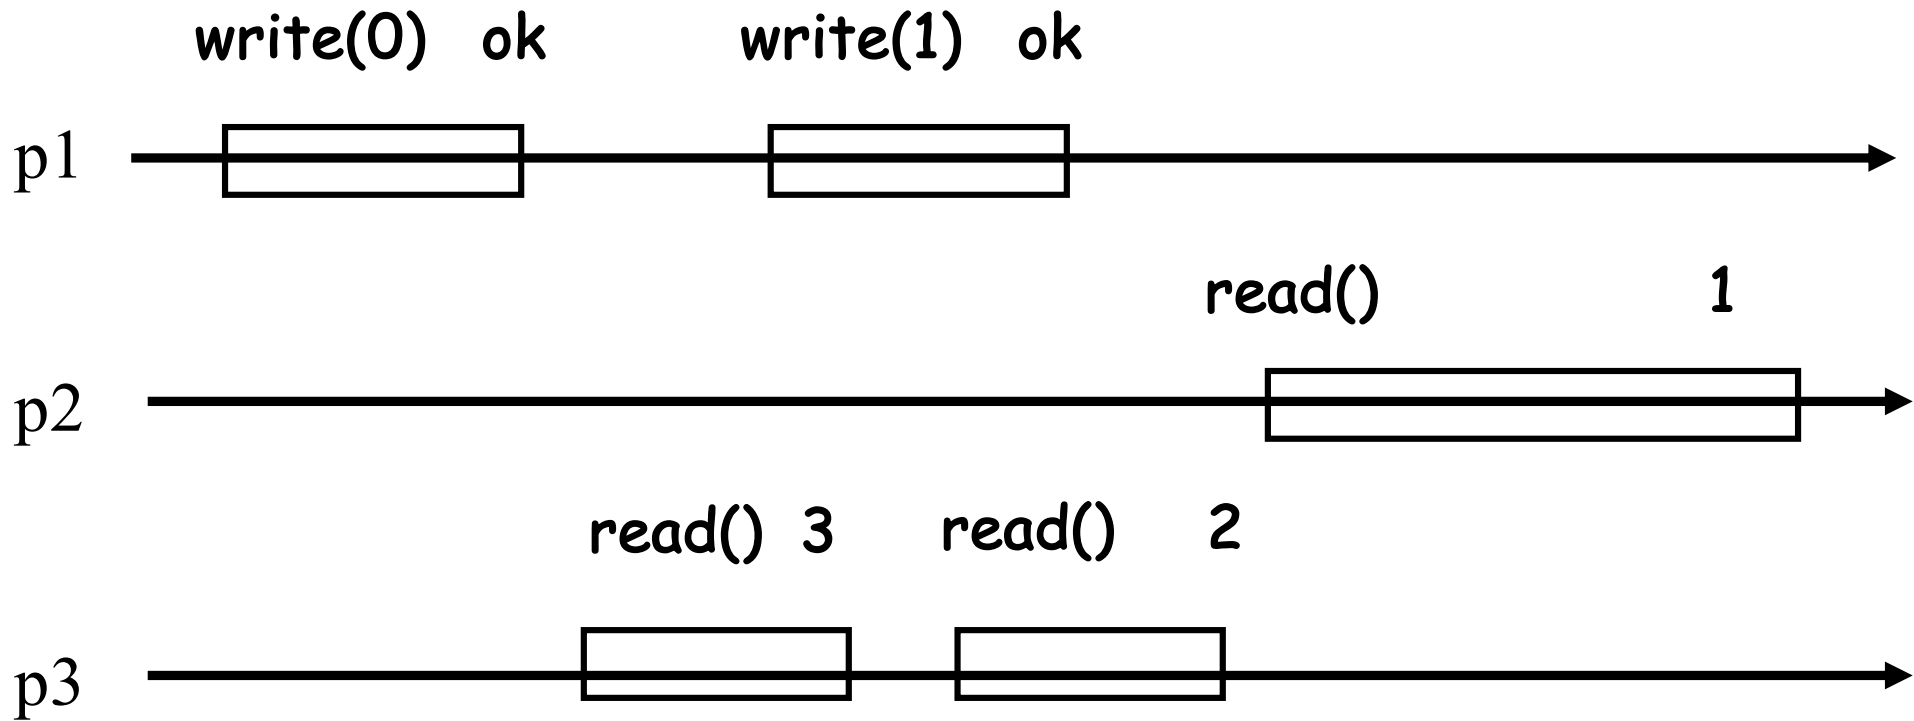 write(0) ok write(1) ok
p1
read() 1
p2
read() 3 read() 2
p3